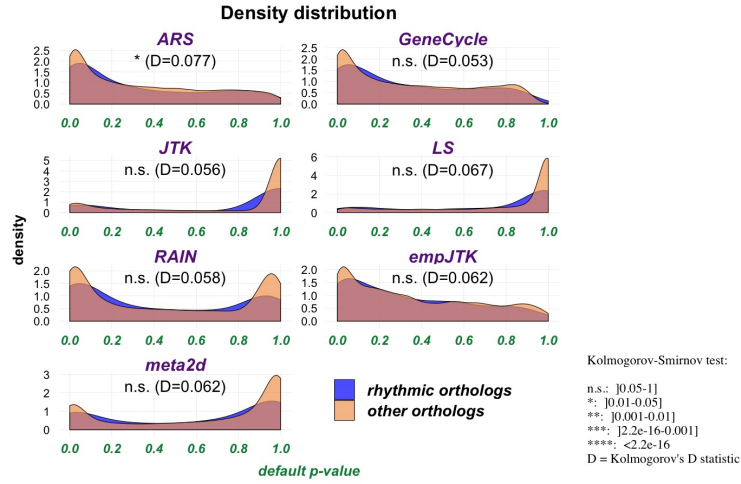 Density distribution
ARS
* (D=0.077)
2.5
2.0
1.5
1.0
0.5
0.0
0.0 0.2 0.4 0.6 0.8 1.0
GeneCycle
n.s. (D=0.053)
2.5
2.0
1.5
1.0
0.5
0.0
0.0 0.2 0.4 0.6 0.8 1.0
JTK
n.s. (D=0.056)
5
4
3
2
1
0
0.0 0.2 0.4 0.6 0.8 1.0
LS
n.s. (D=0.067)
6
4
2
0
0.0 0.2 0.4 0.6 0.8 1.0
density
RAIN
n.s. (D=0.058)
2.0
1.5
1.0
0.5
0.0
0.0 0.2 0.4 0.6 0.8 1.0
empJTK
n.s. (D=0.062)
2.0
1.5
1.0
0.5
0.0
0.0 0.2 0.4 0.6 0.8 1.0
meta2d
n.s. (D=0.062)
3
2
1
0
0.0 0.2 0.4 0.6 0.8 1.0
default p-value
rhythmic orthologs
other orthologs
Kolmogorov-Smirnov test:
n.s.: ]0.05-1]
*: ]0.01-0.05]
**: ]0.001-0.01]
***: ]2.2e-16-0.001]
****: <2.2e-16
D = Kolmogorov's D statistic